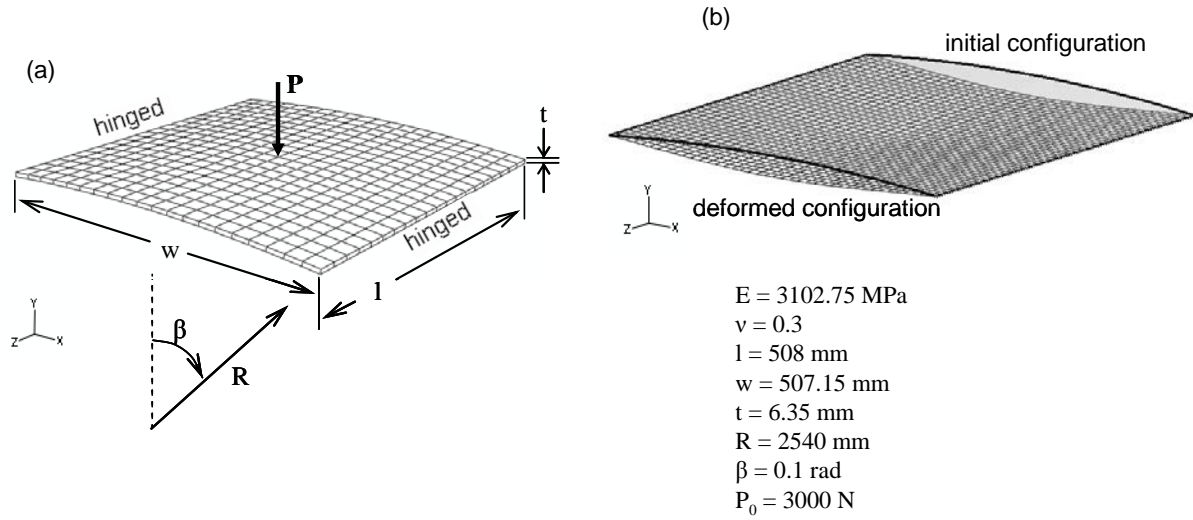 (a)
P
hinged
t
hinged
w
l
β
R
Y
Z
X
(b)
initial configuration
deformed configuration
Y
Z
X
E = 3102.75 MPa
ν = 0.3
l = 508 mm
w = 507.15 mm
t = 6.35 mm
R = 2540 mm
β = 0.1 rad
P₀ = 3000 N